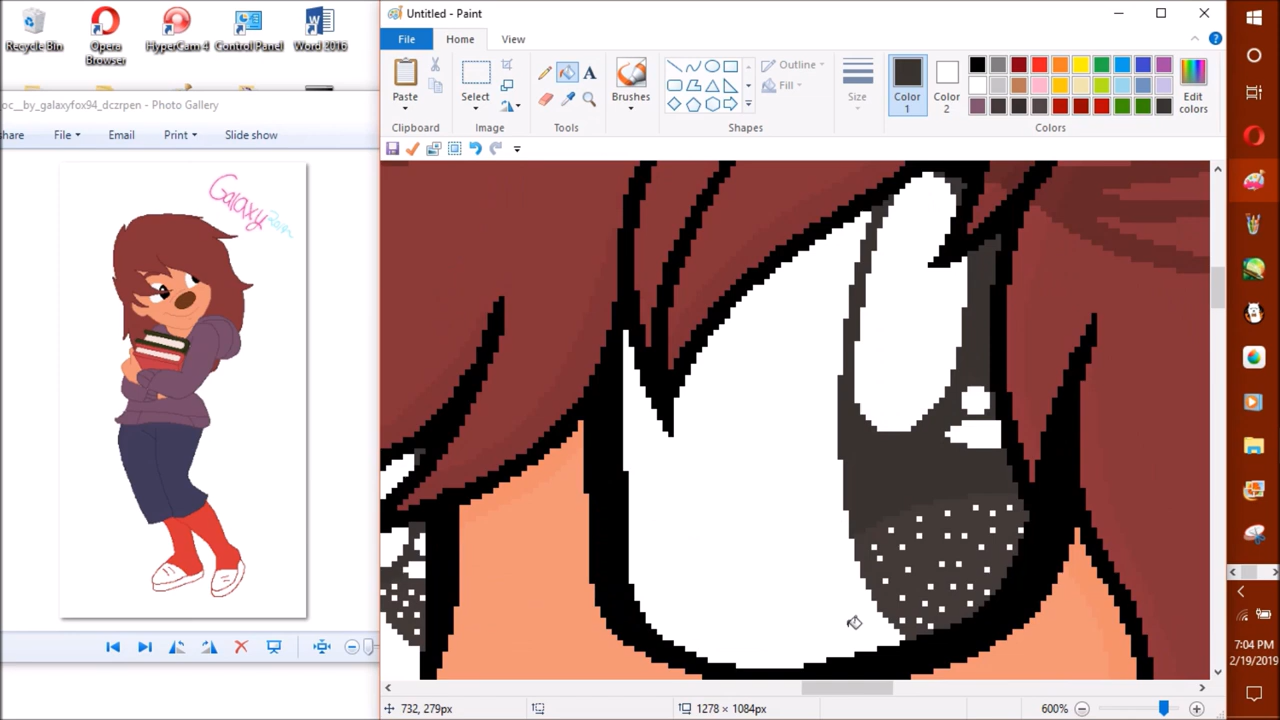 Recycle Bin
Opera Browser
HyperCam 4
Control Panel
Word 2016
oc__by_galaxyfox94_dczrpen - Photo Gallery
share
File
Email
Print
Slide show
Galaxy
Untitled - Paint
File
Home
View
Paste
Clipboard
Select
Image
Tools
Brushes
Outline
Fill
Shapes
Size
Color 1
Color 2
Edit colors
Colors
732, 279px
1278 × 1084px
600%
7:04 PM
2/19/2019